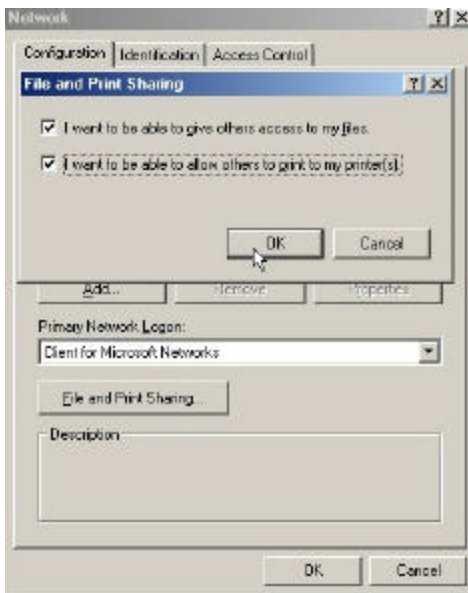 Network
Configuration Identification Access Control
File and Print Sharing
I want to be able to give others access to my files.
I want to be able to allow others to print to my printer(s).
OK Cancel
Add... Remove Properties
Primary Network Logon:
Client for Microsoft Networks
File and Print Sharing...
Description
OK Cancel